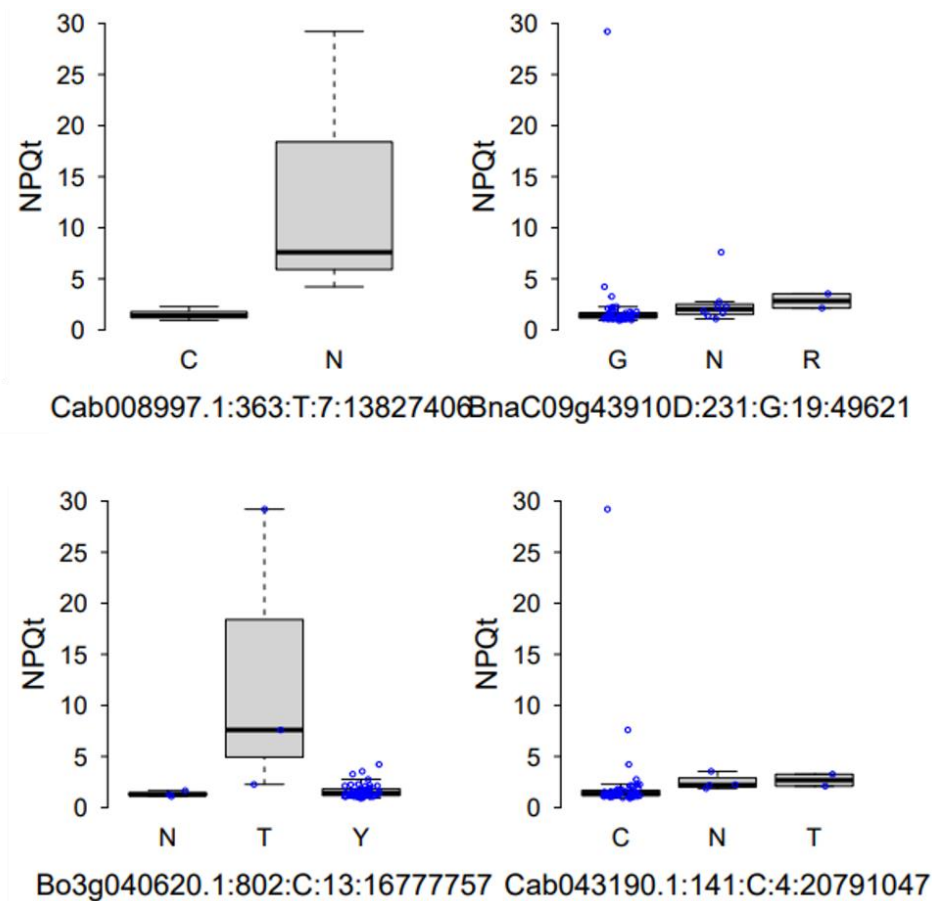 30
25
20
15
10
5
0
NPQt
C N
Cab008997.1:363:T:7:13827406
30
25
20
15
10
5
0
NPQt
G N R
BnaC09g43910D:231:G:19:49621
30
25
20
15
10
5
0
NPQt
N T Y
Bo3g040620.1:802:C:13:16777757
30
25
20
15
10
5
0
NPQt
C N T
Cab043190.1:141:C:4:20791047